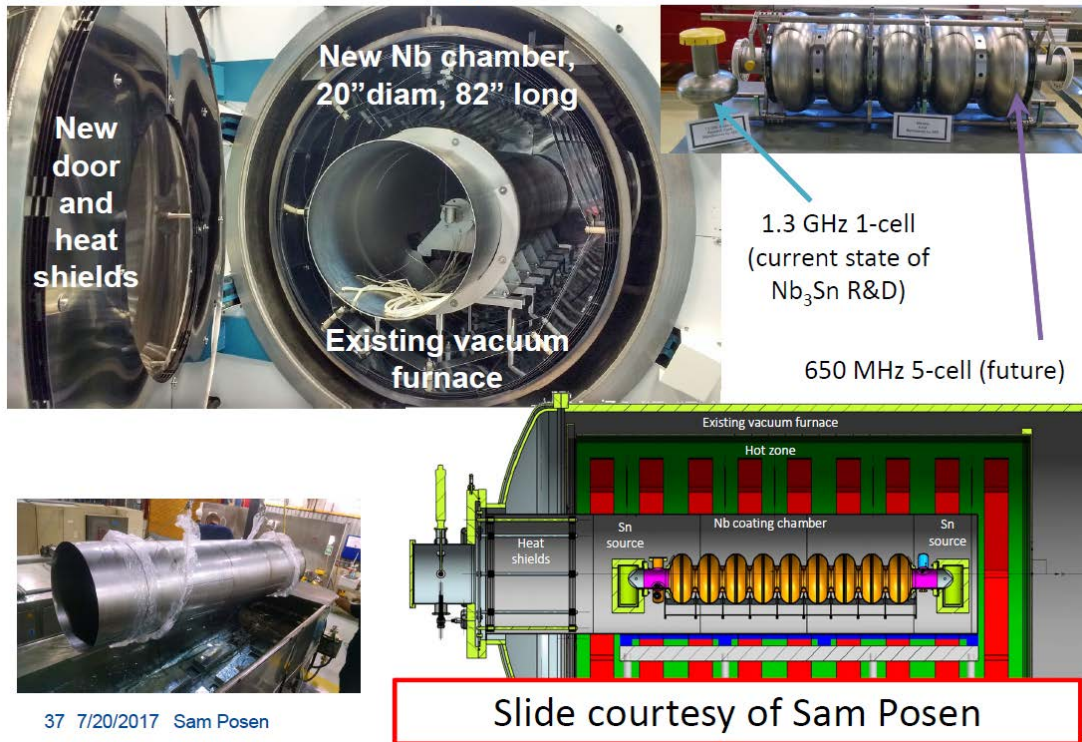 New Nb chamber,
20”diam, 82” long
New
door
and
heat
shields
Existing vacuum
furnace
1.3 GHz 1-cell
(current state of
Nb₃Sn R&D)
650 MHz 5-cell (future)
Existing vacuum furnace
Hot zone
Nb coating chamber
Sn
source
Heat
shields
Sn
source
37 7/20/2017 Sam Posen
Slide courtesy of Sam Posen